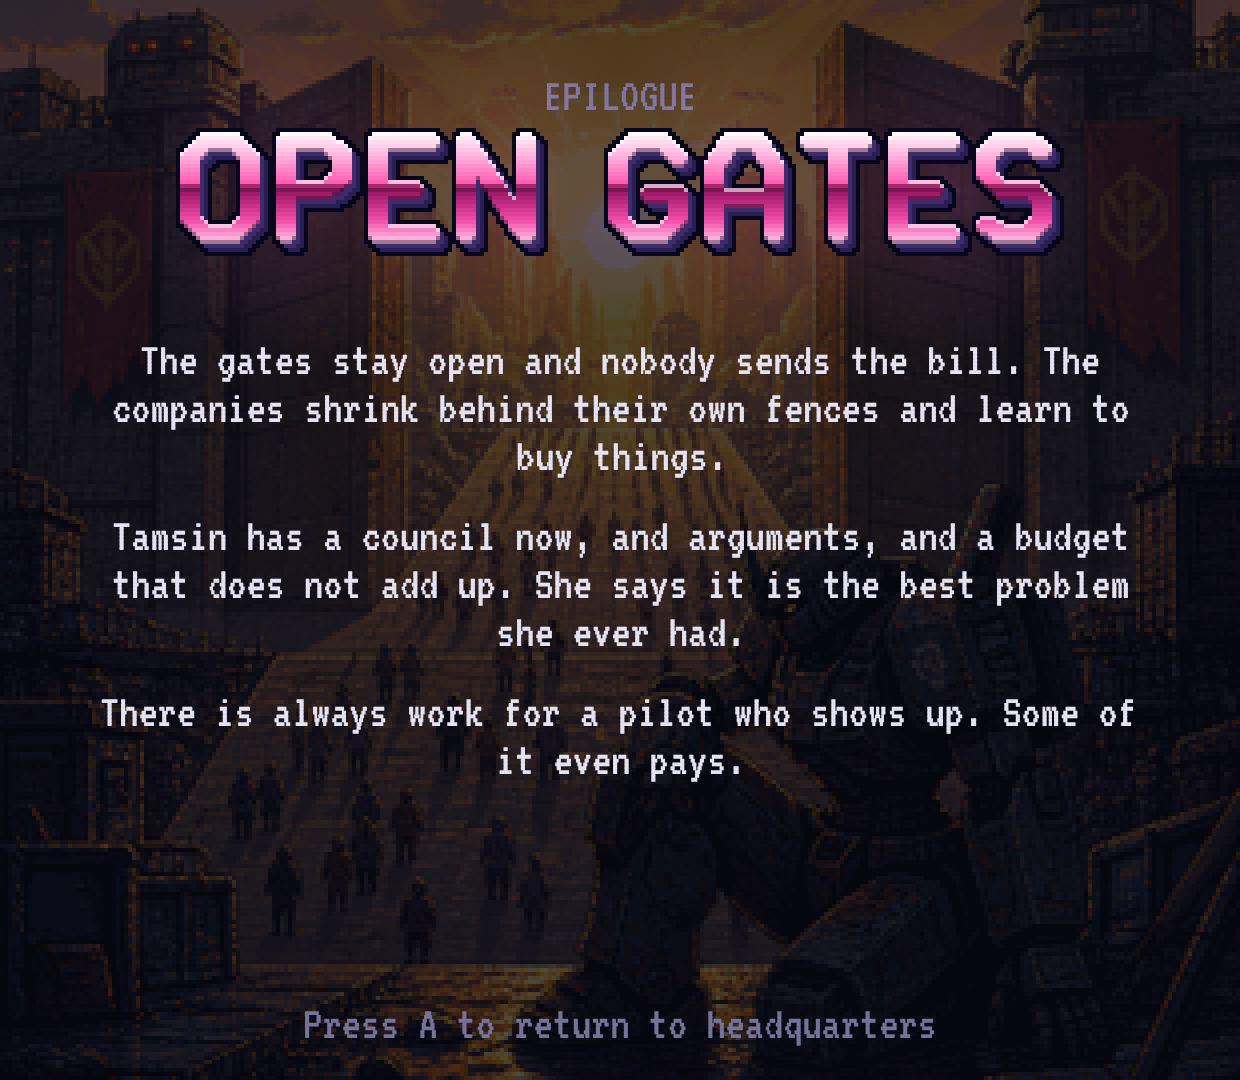 EPILOGUE
OPEN GATES
The gates stay open and nobody sends the bill. The
companies shrink behind their own fences and learn to
buy things.
Tamsin has a council now, and arguments, and a budget
that does not add up. She says it is the best problem
she ever had.
There is always work for a pilot who shows up. Some of
it even pays.
Press A to return to headquarters